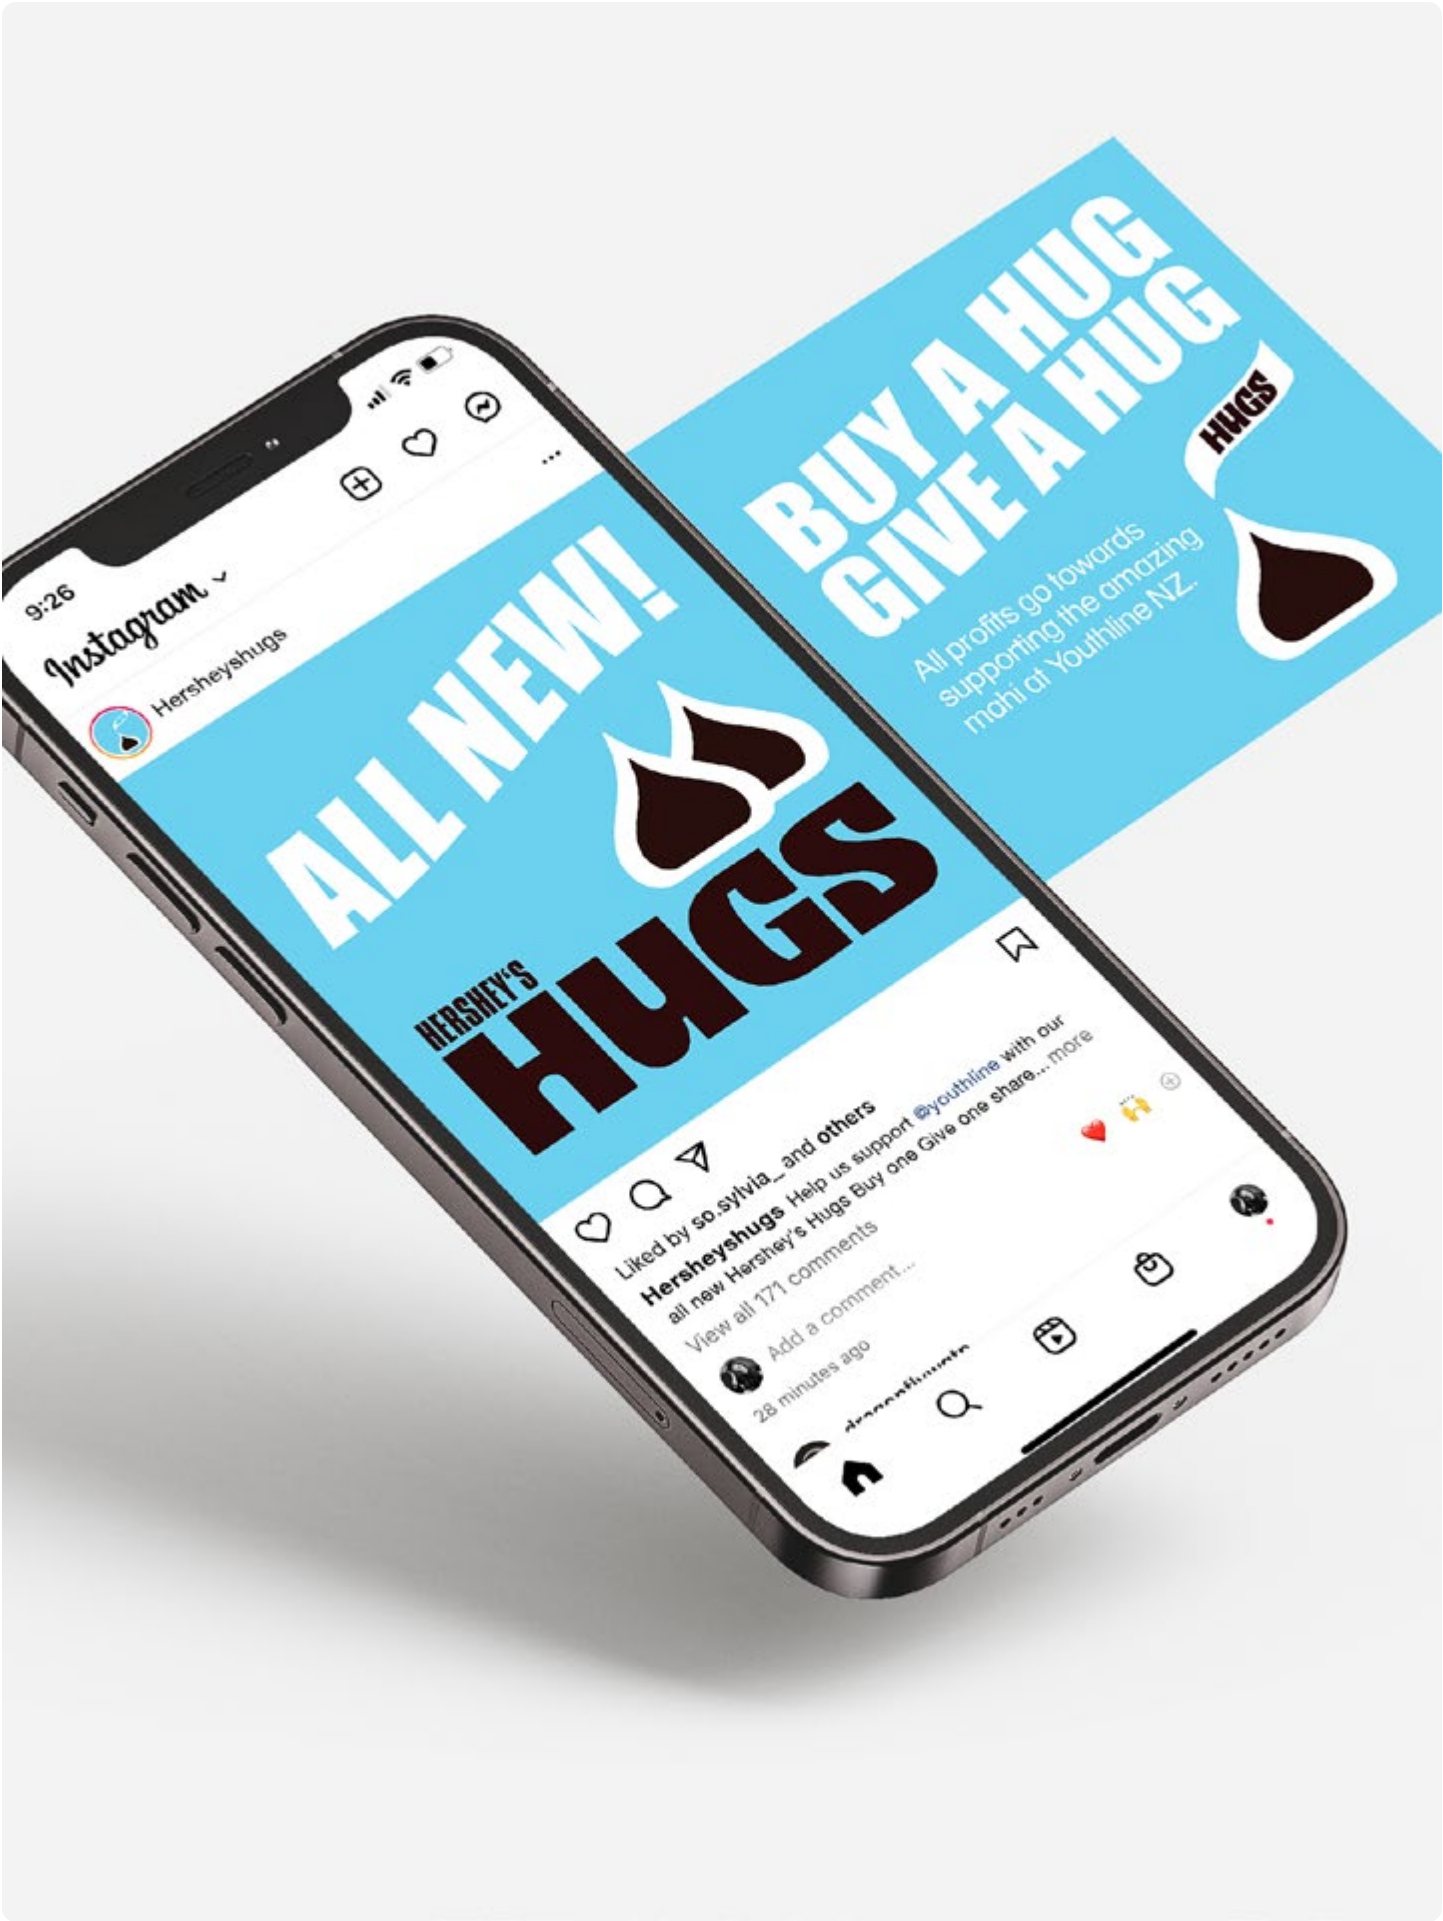 9:26
Instagram
Hersheyshugs
ALL NEW!
HERSHEY'S
HUGS
Liked by so.sylvia_ and others
Hersheyshugs Help us support @youthline with our
all new Hershey's Hugs Buy one Give one share... more
View all 171 comments
Add a comment...
28 minutes ago
BUY A HUG
GIVE A HUG
HUGS
All profits go towards
supporting the amazing
mahi at Youthline NZ.